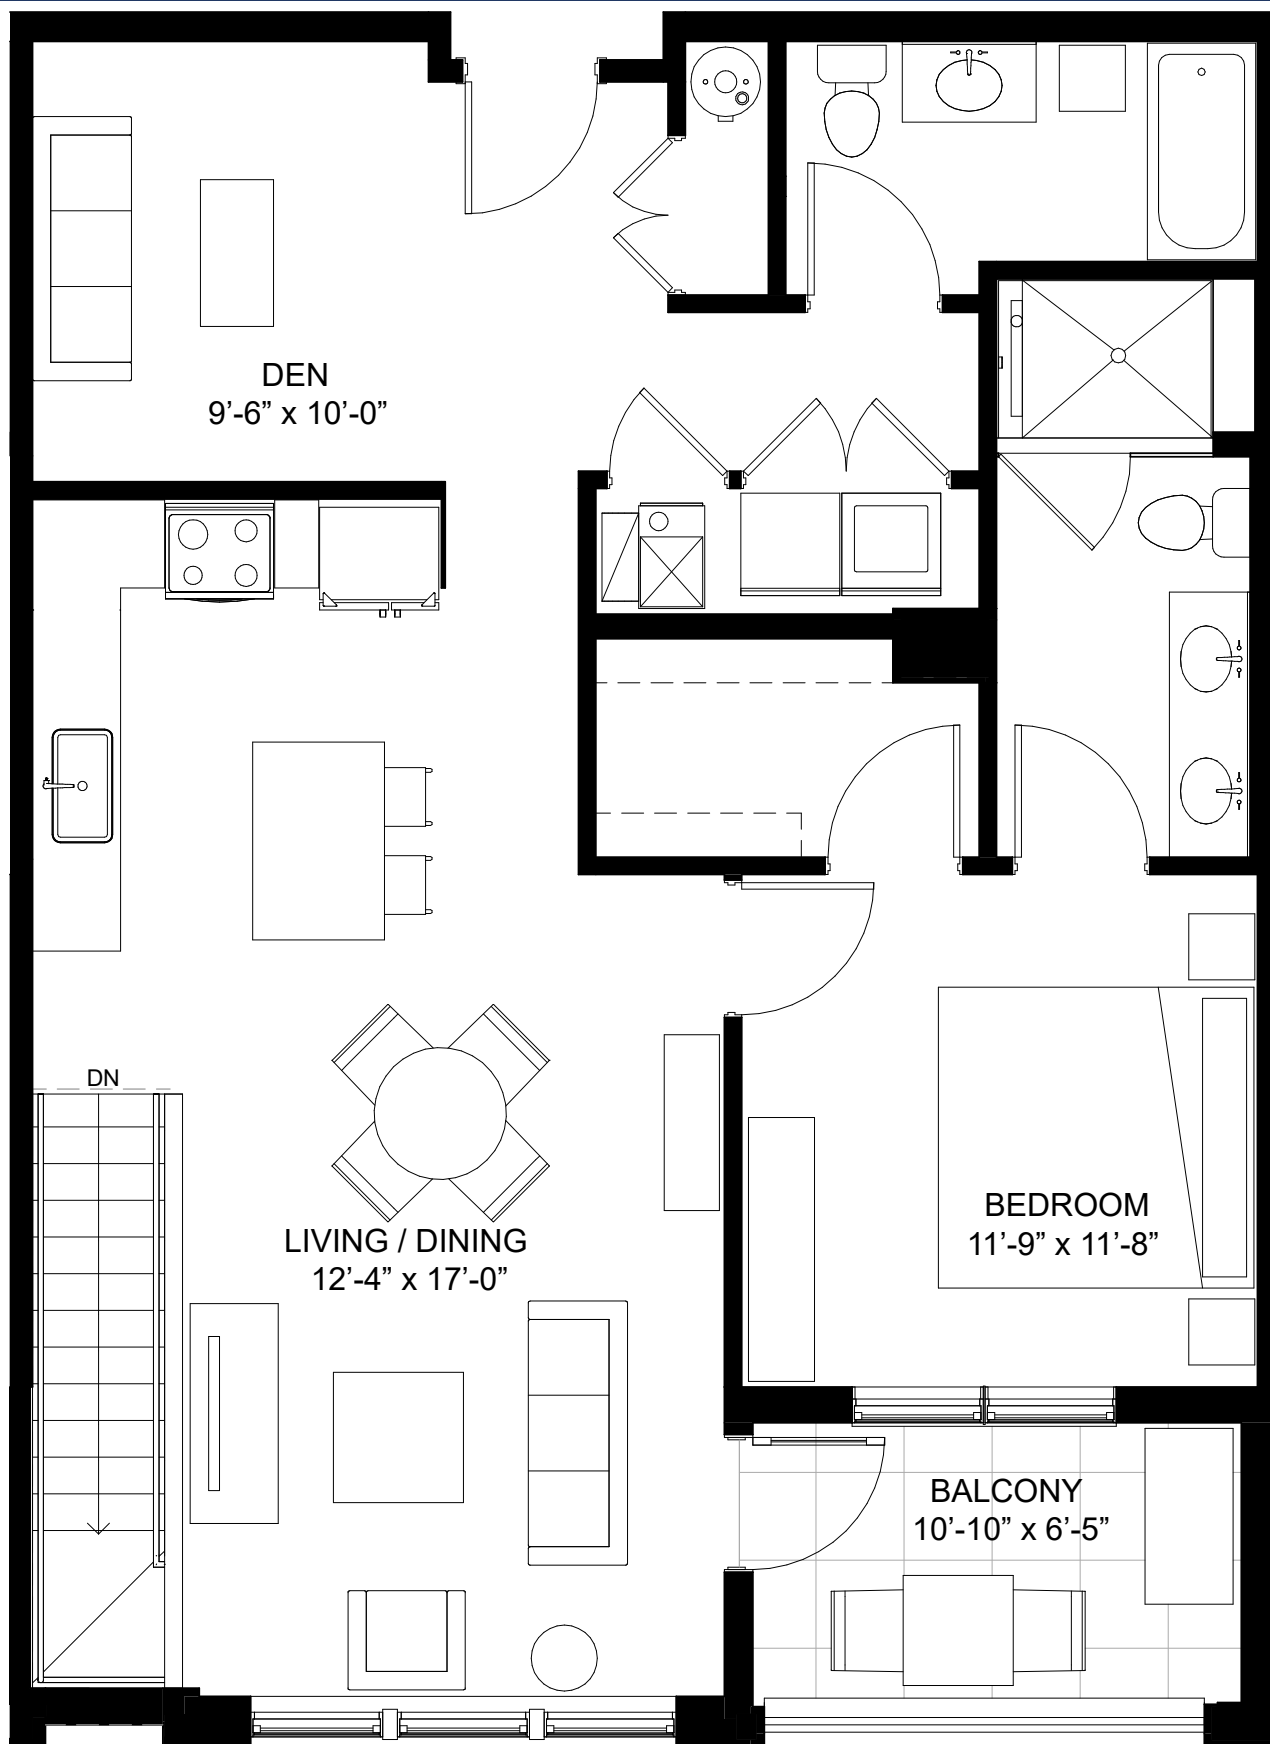 DEN
9’-6” x 10’-0”
DN
LIVING / DINING
12’-4” x 17’-0”
BEDROOM
11’-9” x 11’-8”
BALCONY
10’-10” x 6’-5”